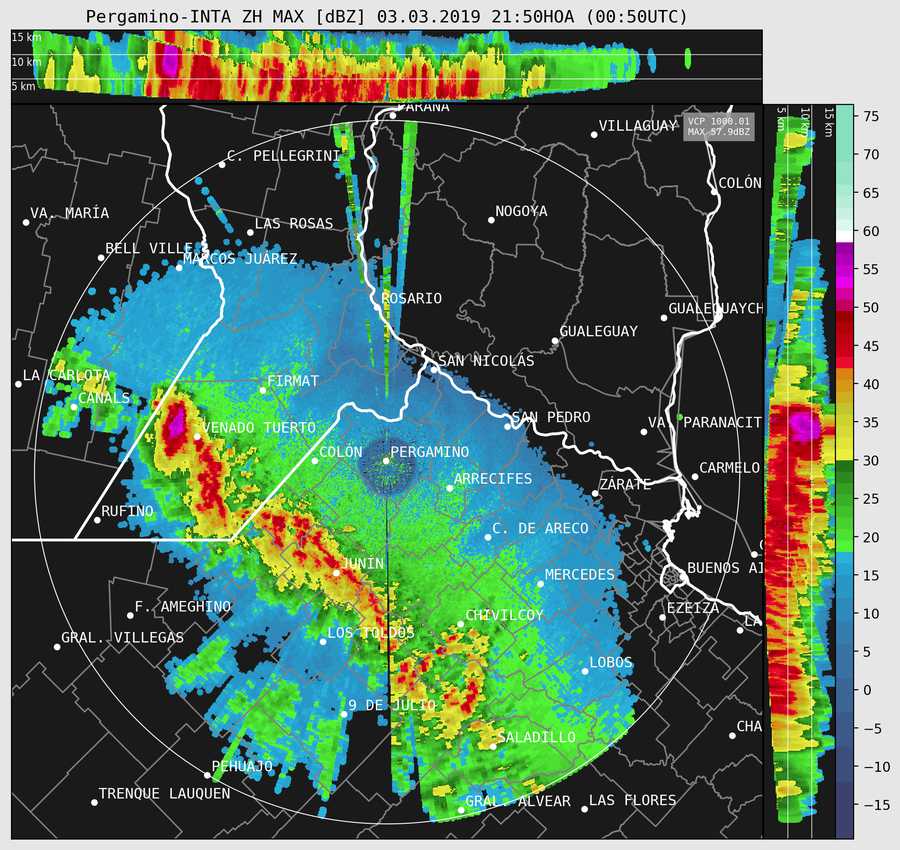 Pergamino-INTA ZH MAX [dBZ] 03.03.2019 21:50HOA (00:50UTC)
15 km
10 km
5 km
5 km
10 km
15 km
VCP 1000.01
MAX 57.9dBZ
PARANÁ
VILLAGUAY
C. PELLEGRINI
COLÓN
VA. MARÍA
NOGOYA
LAS ROSAS
BELL VILLE
MARCOS JUÁREZ
ROSARIO
GUALEGUAYCH
GUALEGUAY
SAN NICOLÁS
LA CARLOTA
FIRMAT
CANALS
SAN PEDRO
VENADO TUERTO
VA. PARANACIT
COLÓN
PERGAMINO
CARMELO
ARRECIFES
ZÁRATE
RUFINO
C. DE ARECO
BUENOS AI
JUNÍN
MERCEDES
F. AMEGHINO
EZEIZA
CHIVILCOY
LA
LOS TOLDOS
GRAL. VILLEGAS
LOBOS
9 DE JULIO
CHA
SALADILLO
PEHUAJÓ
TRENQUE LAUQUEN
GRAL. ALVEAR
LAS FLORES
75
70
65
60
55
50
45
40
35
30
25
20
15
10
5
0
−5
−10
−15